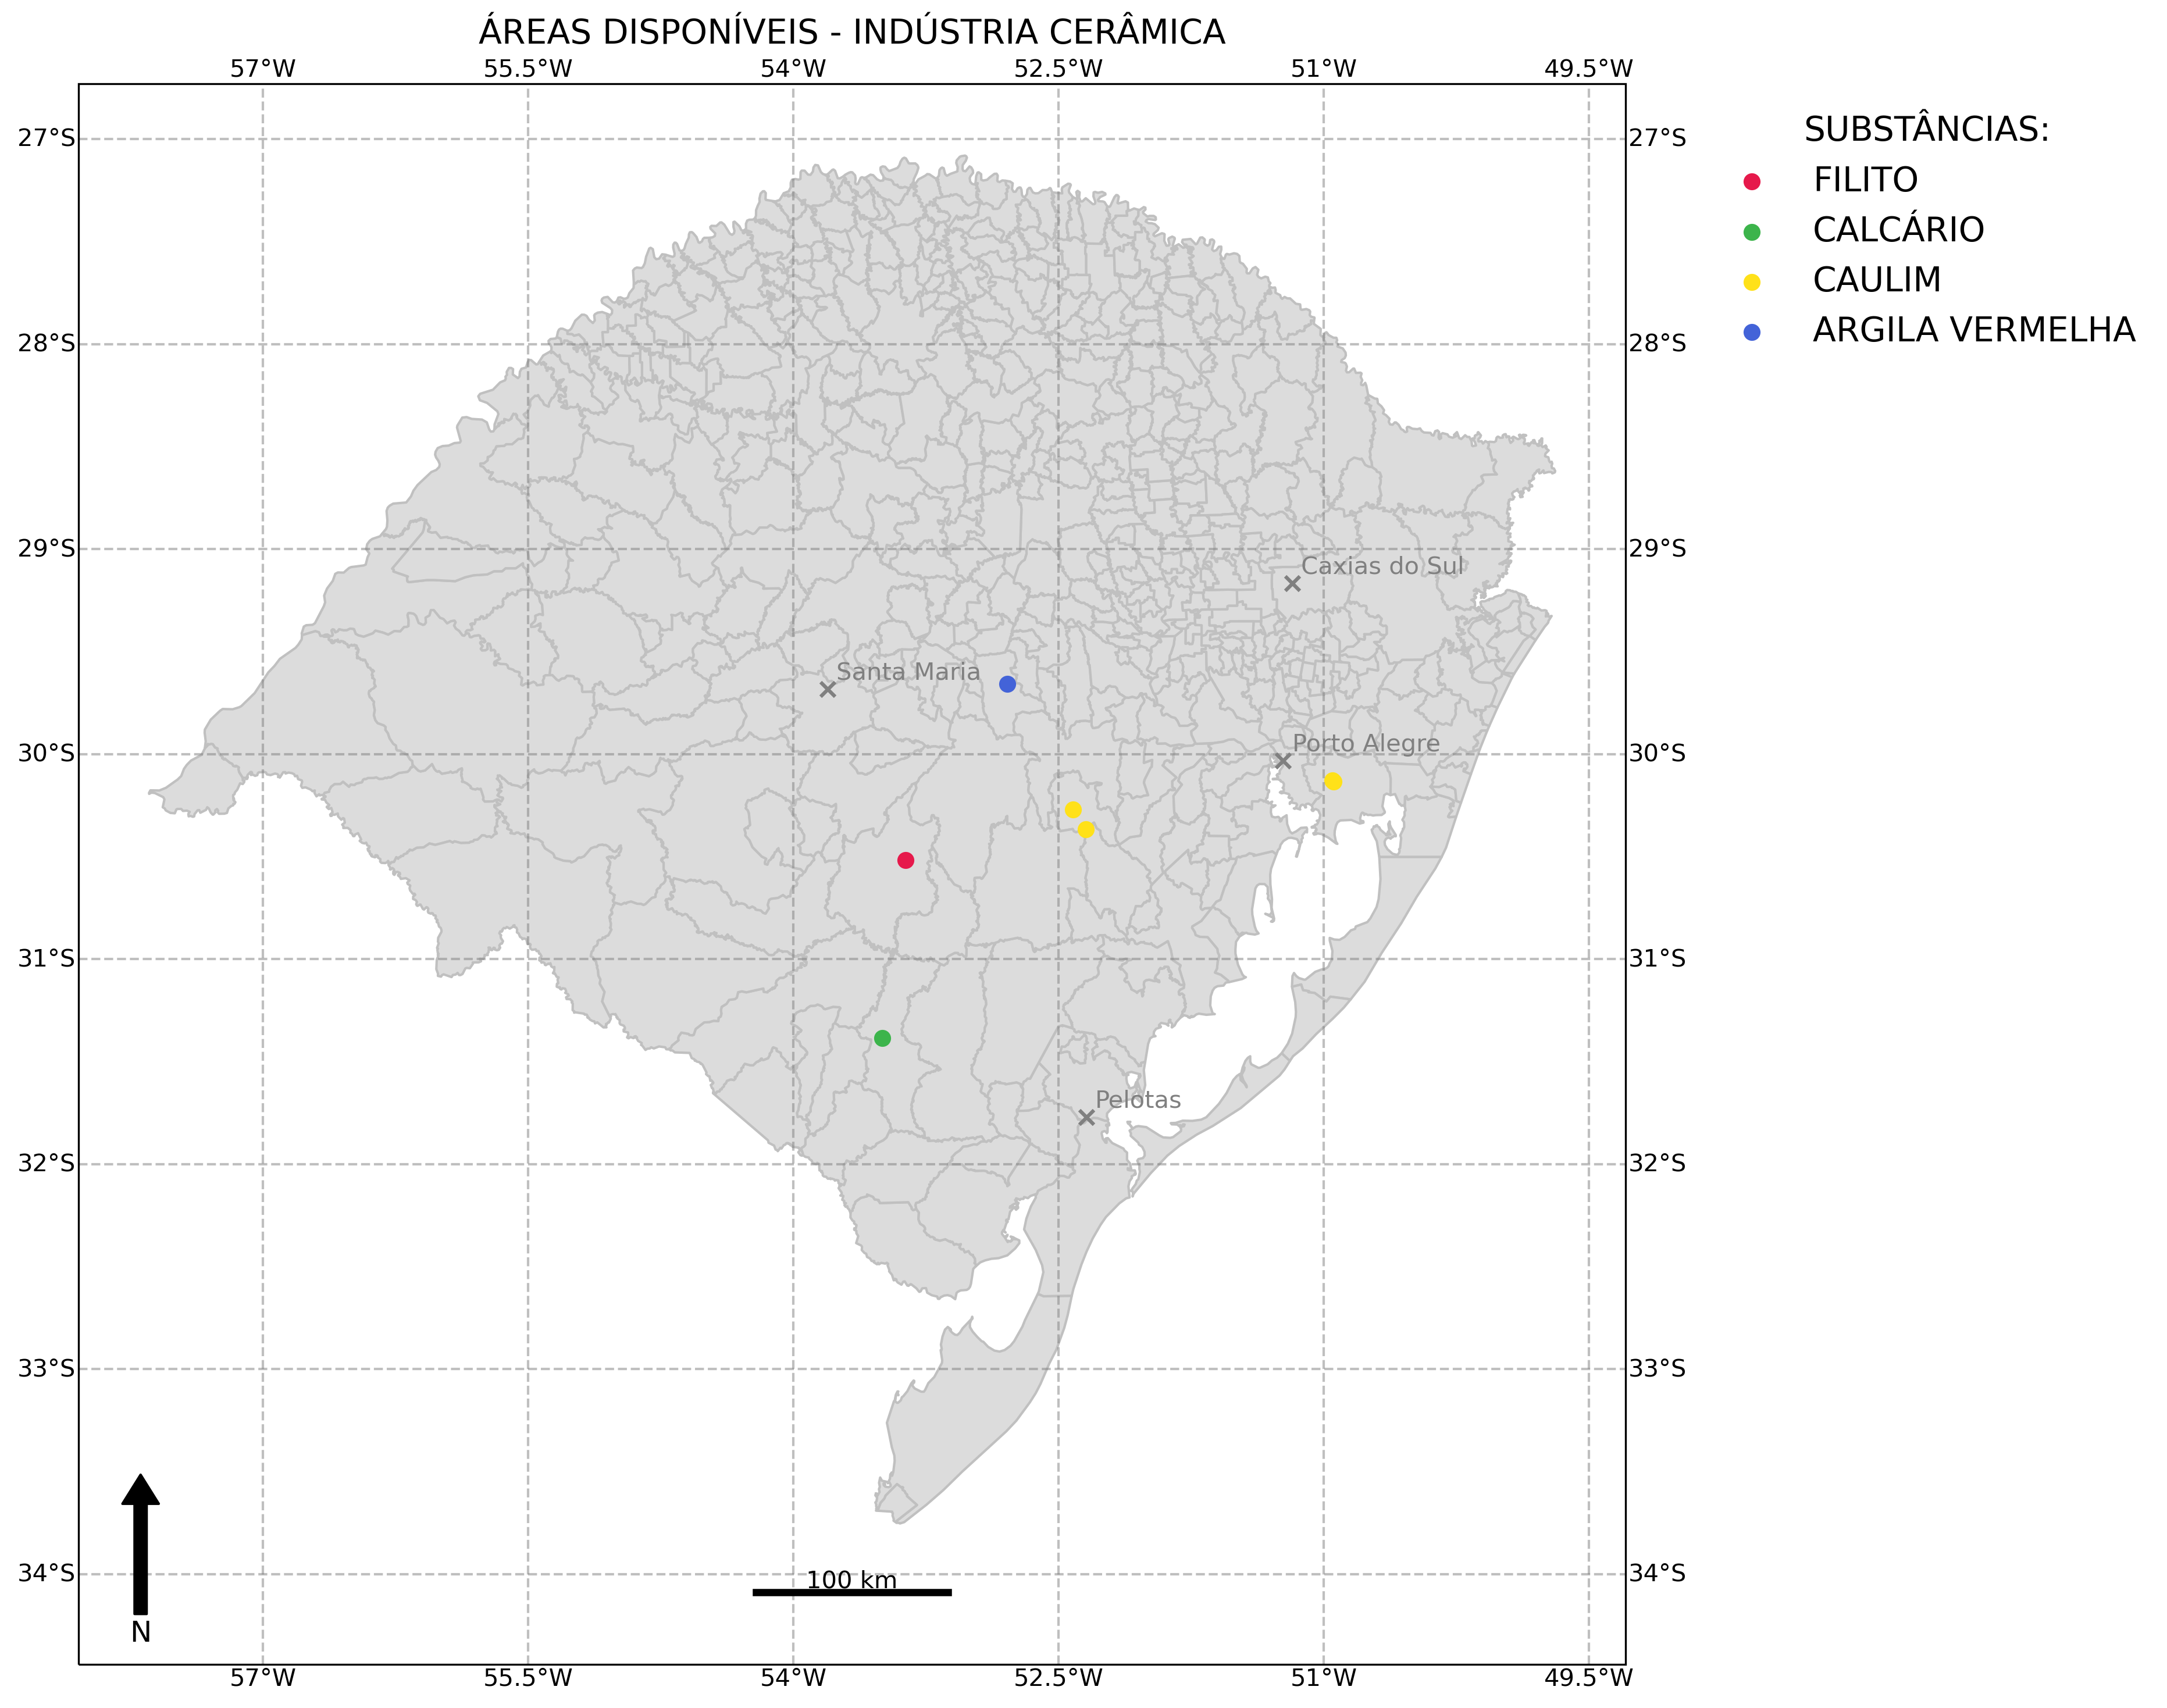 ÁREAS DISPONÍVEIS - INDÚSTRIA CERÂMICA
57°W 55.5°W 54°W 52.5°W 51°W 49.5°W
SUBSTÂNCIAS:
FILITO
CALCÁRIO
CAULIM
ARGILA VERMELHA
27°S 27°S
28°S 28°S
29°S 29°S
Caxias do Sul
Santa Maria
Porto Alegre
30°S 30°S
31°S 31°S
Pelotas
32°S 32°S
33°S 33°S
34°S 34°S
100 km
N
57°W 55.5°W 54°W 52.5°W 51°W 49.5°W